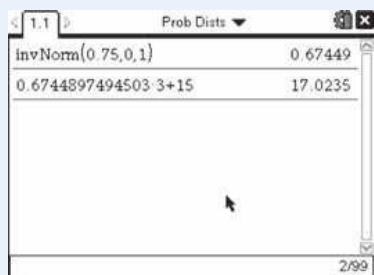 1.1 Prob Dists
invNorm(0.75,0,1) 0.67449
0.6744897494503·3+15 17.0235
2/99